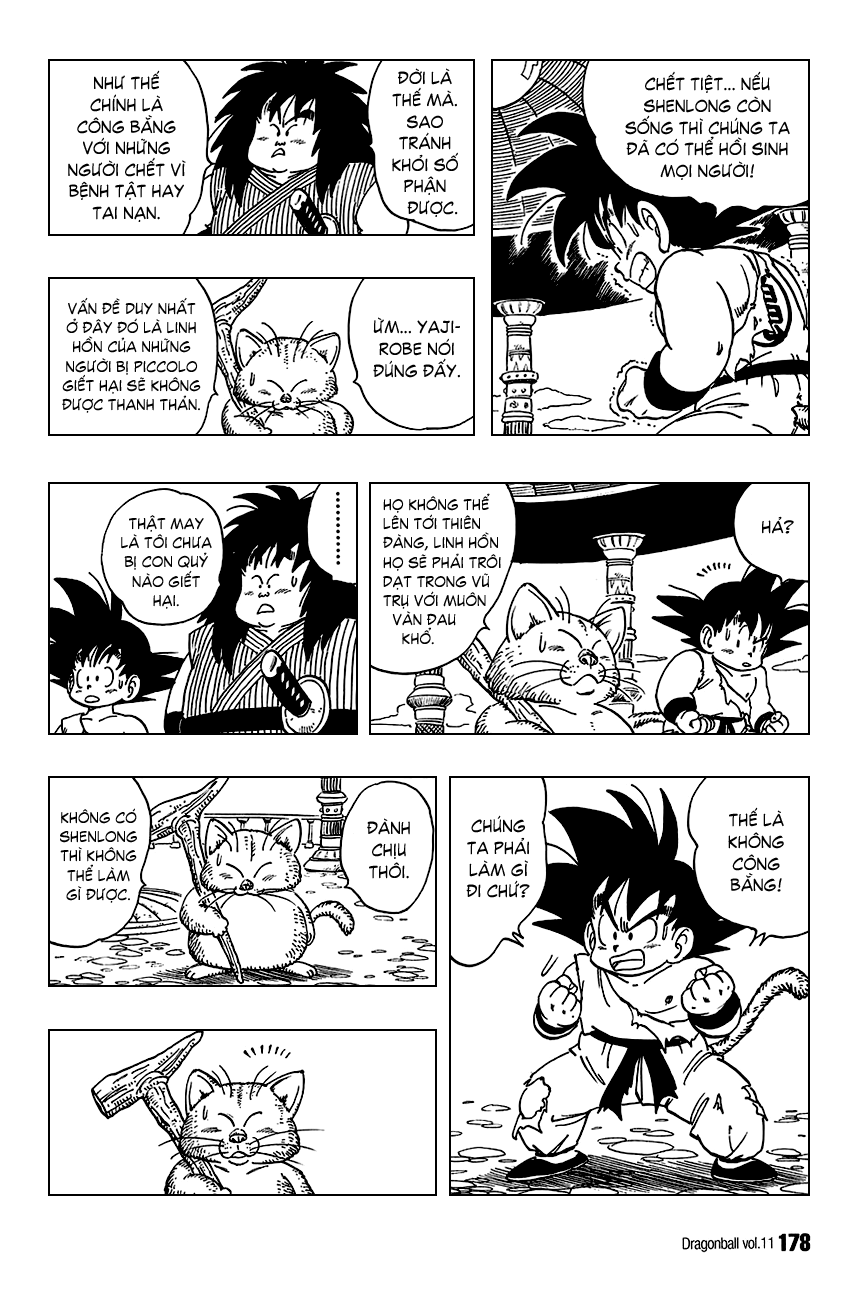 CHẾT TIỆT... NẾU
SHENLONG CÒN
SỐNG THÌ CHÚNG TA
ĐÃ CÓ THỂ HỒI SINH
MỌI NGƯỜI!
ĐỜI LÀ
THẾ MÀ.
SAO
TRÁNH
KHỎI SỐ
PHẬN
ĐƯỢC.
NHƯ THẾ
CHÍNH LÀ
CÔNG BẰNG
VỚI NHỮNG
NGƯỜI CHẾT VÌ
BỆNH TẬT HAY
TAI NẠN.
ỪM... YAJI-
ROBE NÓI
ĐÚNG ĐẤY.
VẤN ĐỀ DUY NHẤT
Ở ĐÂY ĐÓ LÀ LINH
HỒN CỦA NHỮNG
NGƯỜI BỊ PICCOLO
GIẾT HẠI SẼ KHÔNG
ĐƯỢC THANH THẢN.
HẢ?
HỌ KHÔNG THỂ
LÊN TỚI THIÊN
ĐÀNG, LINH HỒN
HỌ SẼ PHẢI TRÔI
DẠT TRONG VŨ
TRỤ VỚI MUÔN
VÀN ĐAU
KHỔ.
.........
THẬT MAY
LÀ TÔI CHƯA
BỊ CON QUỶ
NÀO GIẾT
HẠI.
THẾ LÀ
KHÔNG
CÔNG
BẰNG!
CHÚNG
TA PHẢI
LÀM GÌ
ĐI CHỨ?
ĐÀNH
CHỊU
THÔI.
KHÔNG CÓ
SHENLONG
THÌ KHÔNG
THỂ LÀM
GÌ ĐƯỢC.
Dragonball vol.11 178